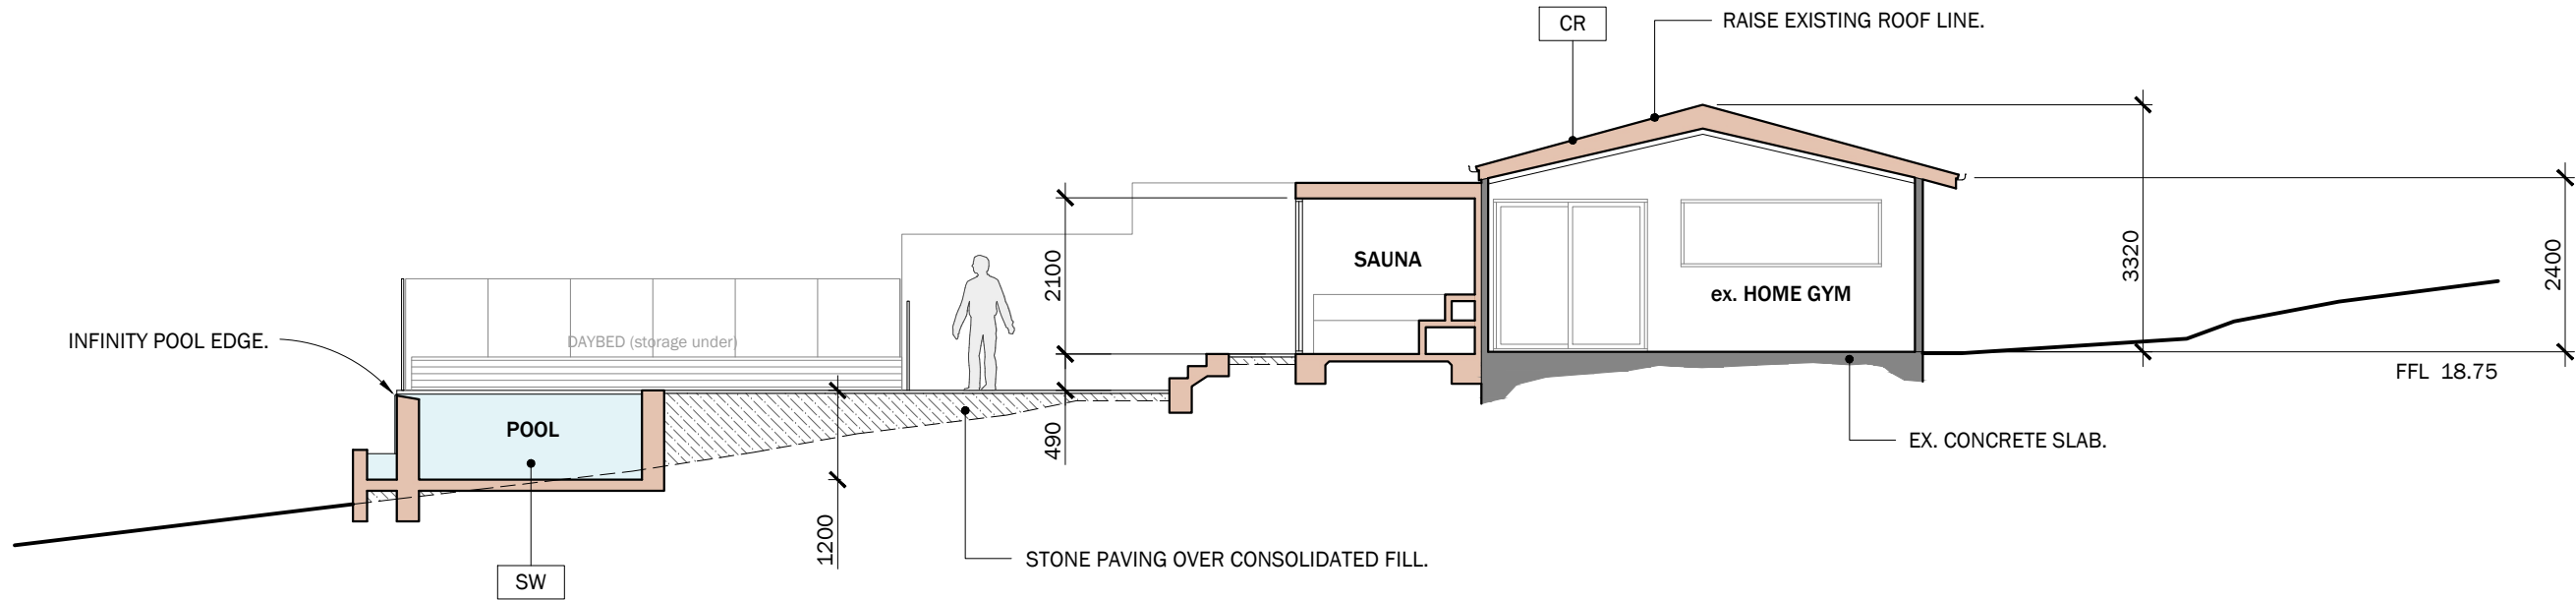 CR
RAISE EXISTING ROOF LINE.
SAUNA
ex. HOME GYM
2100
3320
2400
INFINITY POOL EDGE.
DAYBED (storage under)
FFL 18.75
POOL
490
EX. CONCRETE SLAB.
1200
STONE PAVING OVER CONSOLIDATED FILL.
SW